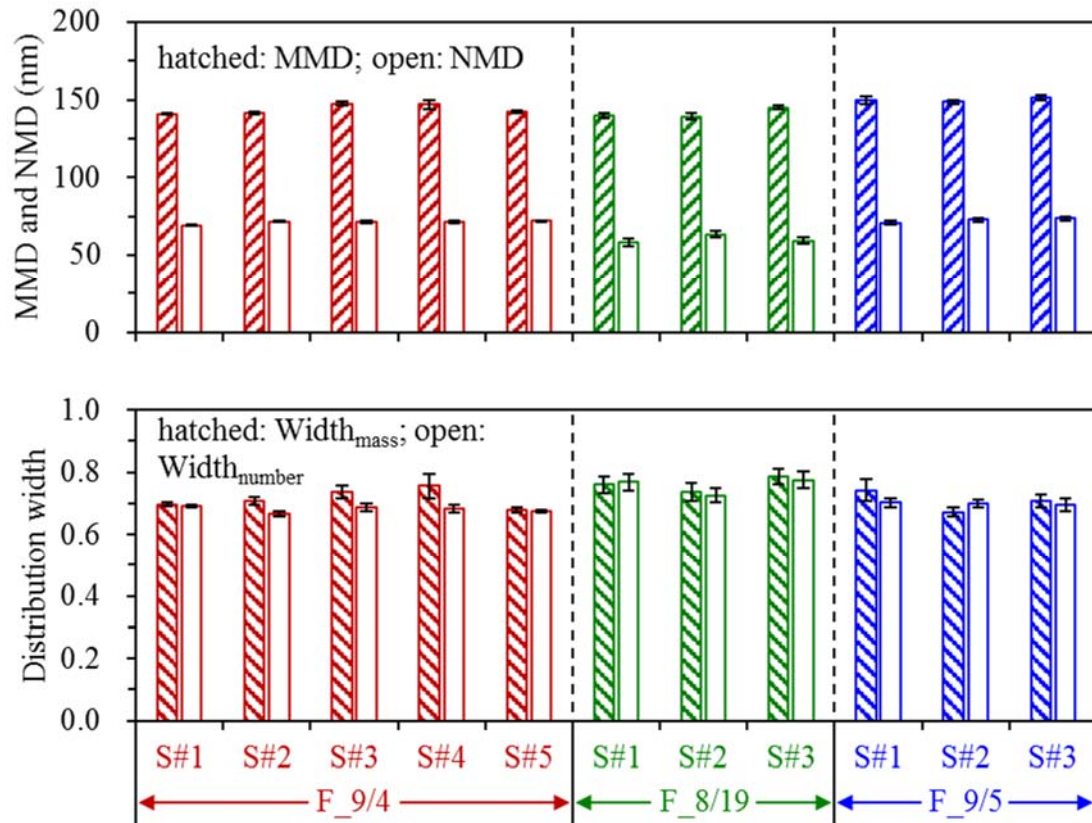 200
150
100
50
0
MMD and NMD (nm)
hatched: MMD; open: NMD
1.0
0.8
0.6
0.4
0.2
0.0
Distribution width
hatched: Width_mass; open:
Width_number
S#1 S#2 S#3 S#4 S#5 S#1 S#2 S#3 S#1 S#2 S#3
F_9/4 F_8/19 F_9/5